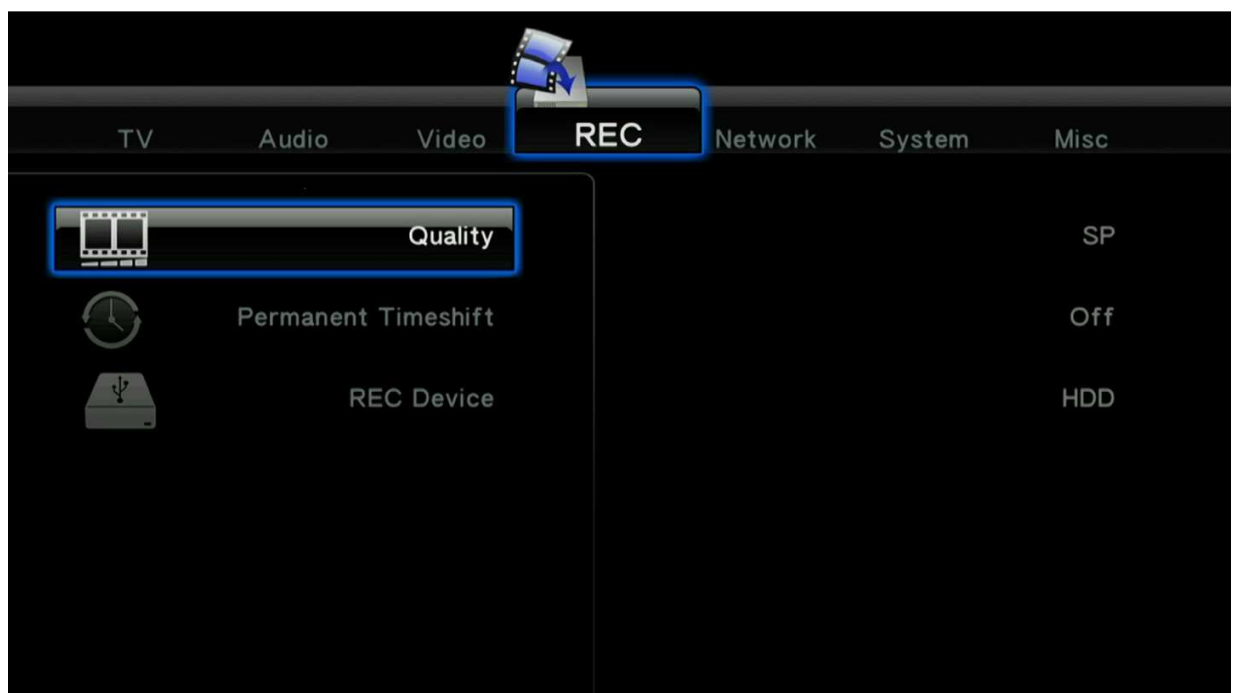 TV Audio Video REC Network System Misc
Quality SP
Permanent Timeshift Off
REC Device HDD